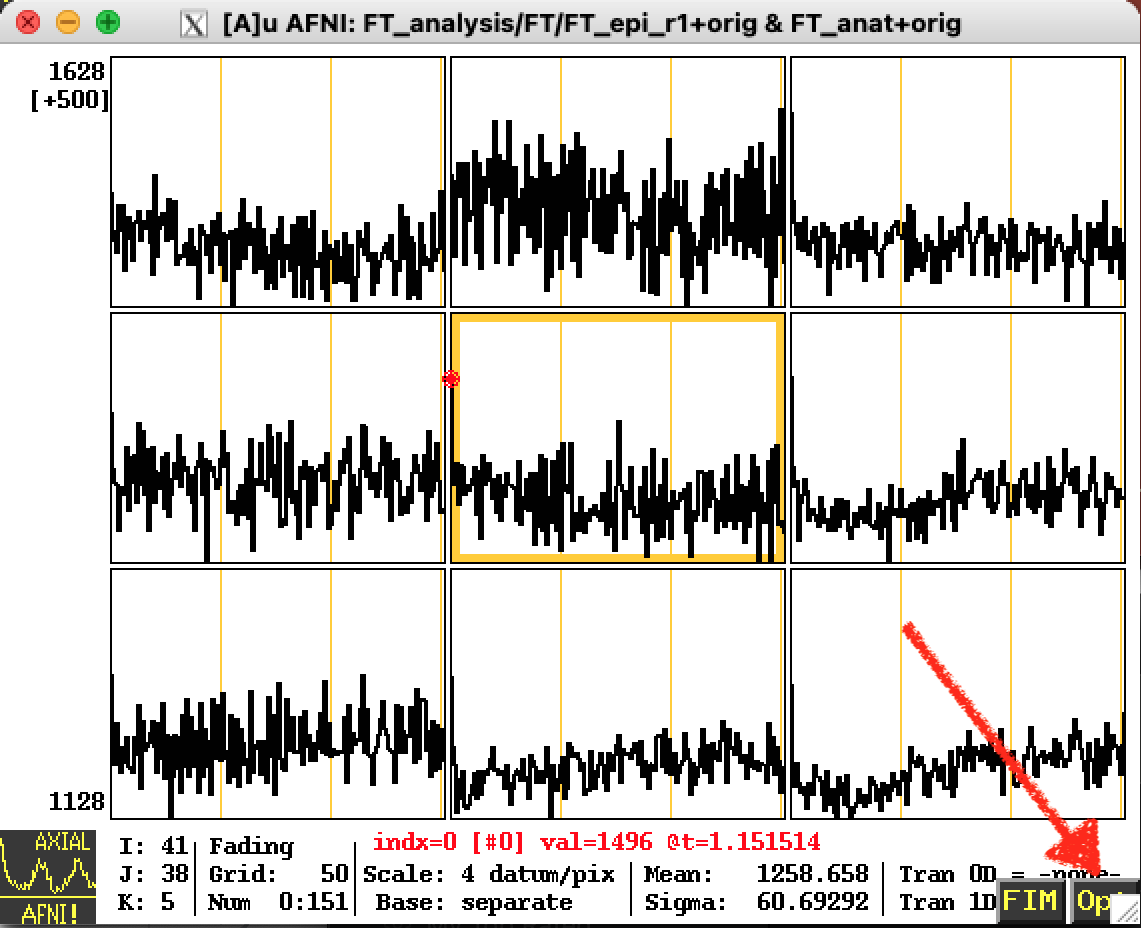 [A]u AFNI: FT_analysis/FT/FT_epi_r1+orig & FT_anat+orig
1628
[+500]
1128
AXIAL
AFNI!
I: 41
J: 38
K: 5
Fading
Grid: 50
Num 0:151
indx=0 [#0] val=1496 @t=1.151514
Scale: 4 datum/pix
Base: separate
Mean: 1258.658
Sigma: 60.69292
Tran 0D = -none-
Tran 1D
FIM